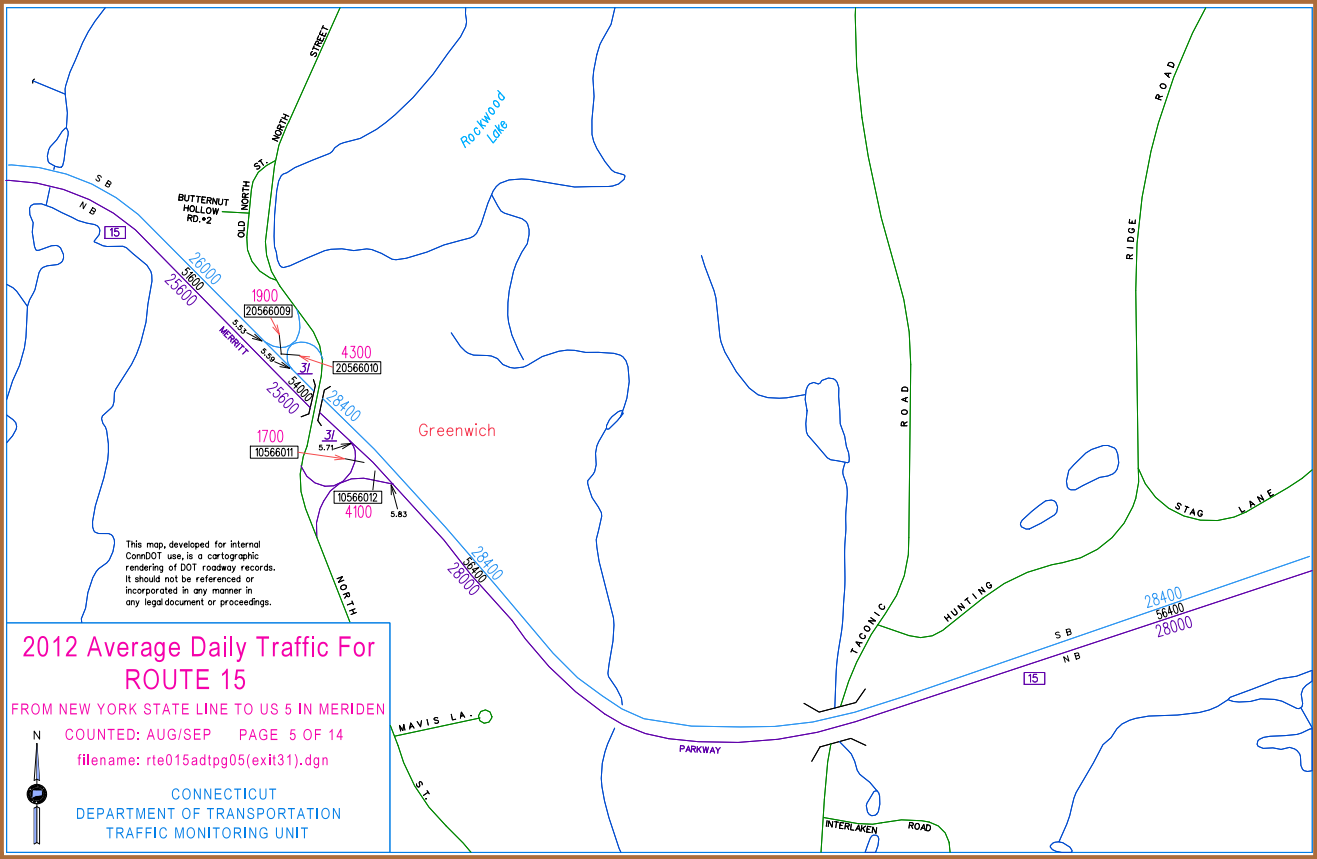 STREET
NORTH
ST.
NORTH
OLD
BUTTERNUT
HOLLOW
RD.#2
Rockwood
Lake
ROAD
RIDGE
SB
NB
15
26000
51600
25600
1900
20566009
5.53
MERRITT
5.59
31
4300
20566010
54000
25600
28400
Greenwich
ROAD
1700
10566011
31
5.71
10566012
4100
5.83
STAG LANE
28400
56400
28000
This map, developed for internal
ConnDOT use, is a cartographic
rendering of DOT roadway records.
It should not be referenced or
incorporated in any manner in
any legal document or proceedings.
NORTH
TACONIC
HUNTING
SB
NB
28400
56400
28000
15
2012 Average Daily Traffic For
ROUTE 15
FROM NEW YORK STATE LINE TO US 5 IN MERIDEN
COUNTED: AUG/SEP PAGE 5 OF 14
filename: rte015adtpg05(exit31).dgn
N
CONNECTICUT
DEPARTMENT OF TRANSPORTATION
TRAFFIC MONITORING UNIT
MAVIS LA.
ST.
PARKWAY
INTERLAKEN ROAD